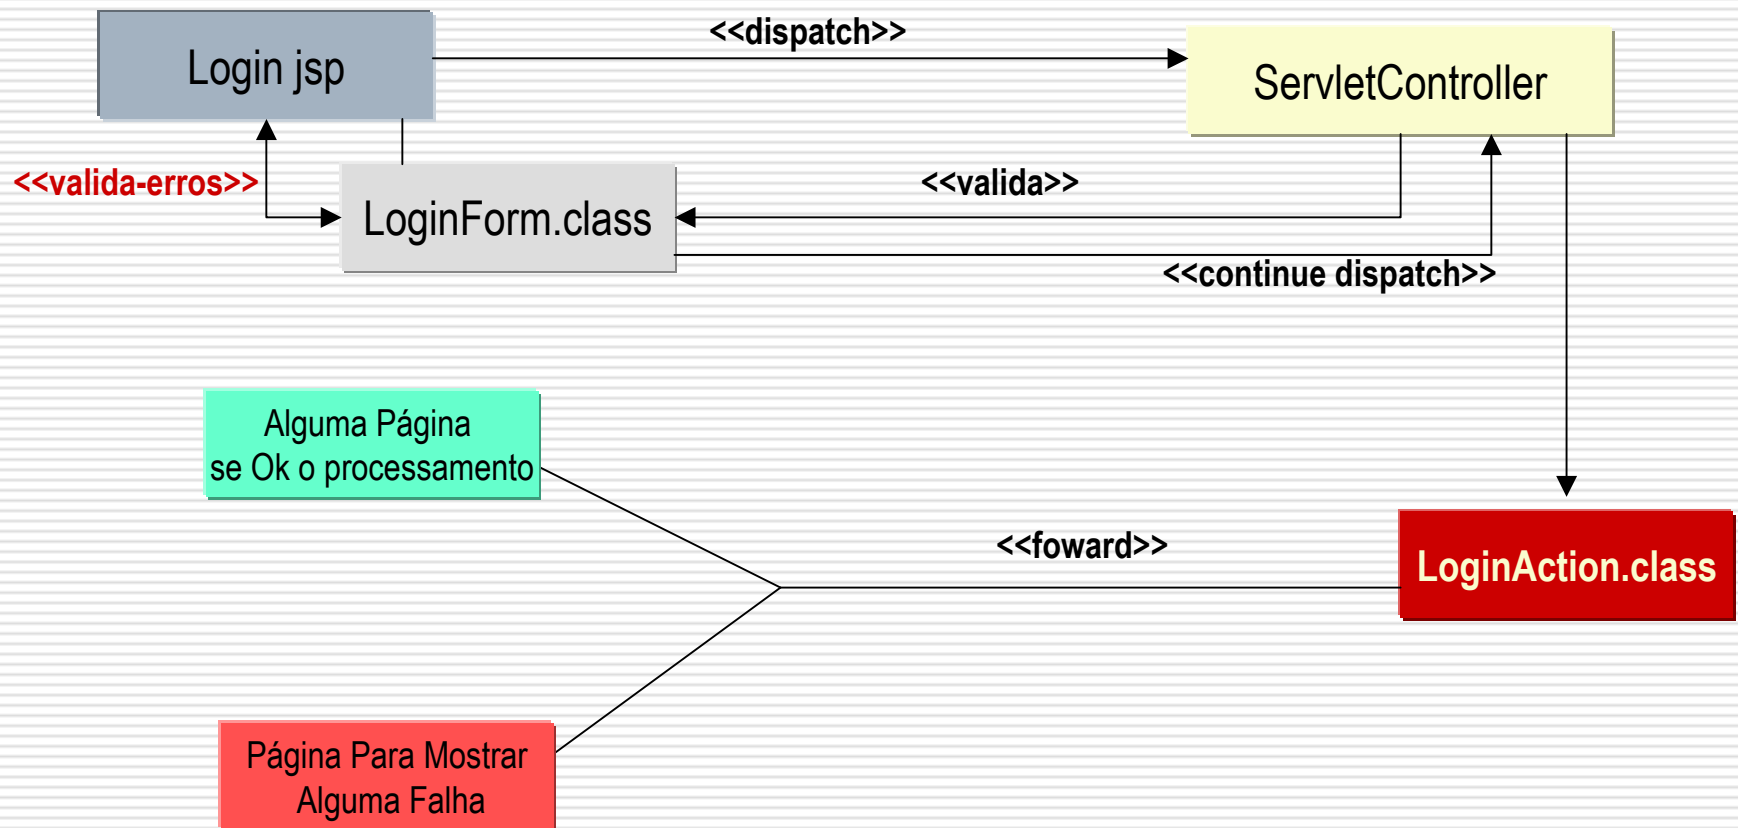 <<dispatch>>
Login jsp
ServletController
<<valida-erros>>
<<valida>>
LoginForm.class
<<continue dispatch>>
Alguma Página
se Ok o processamento
<<foward>>
LoginAction.class
Página Para Mostrar
Alguma Falha